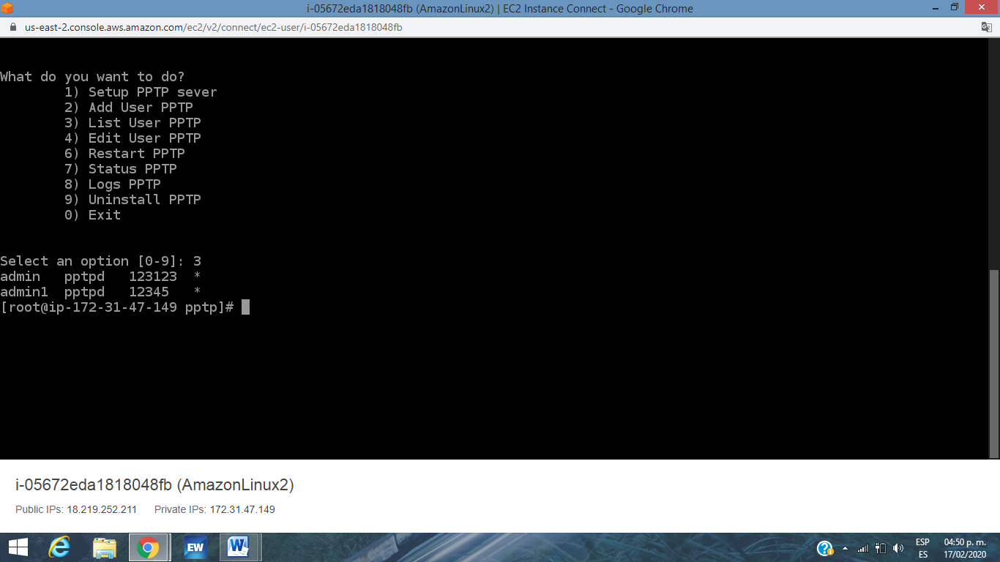 i-05672eda1818048fb (AmazonLinux2) | EC2 Instance Connect - Google Chrome
us-east-2.console.aws.amazon.com/ec2/v2/connect/ec2-user/i-05672eda1818048fb
What do you want to do?
1) Setup PPTP sever
2) Add User PPTP
3) List User PPTP
4) Edit User PPTP
6) Restart PPTP
7) Status PPTP
8) Logs PPTP
9) Uninstall PPTP
0) Exit
Select an option [0-9]: 3
admin pptpd 123123 *
admin1 pptpd 12345 *
[root@ip-172-31-47-149 pptp]#
i-05672eda1818048fb (AmazonLinux2)
Public IPs: 18.219.252.211 Private IPs: 172.31.47.149
EW
W
ESP 04:50 p. m.
ES 17/02/2020